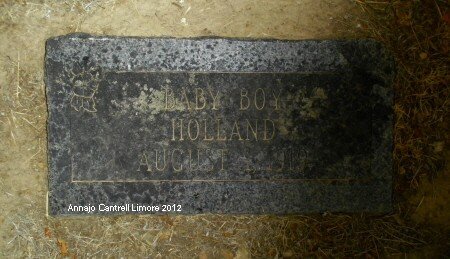 BABY BOY
HOLLAND
AUGUST
Annajo Cantrell Limore 2012